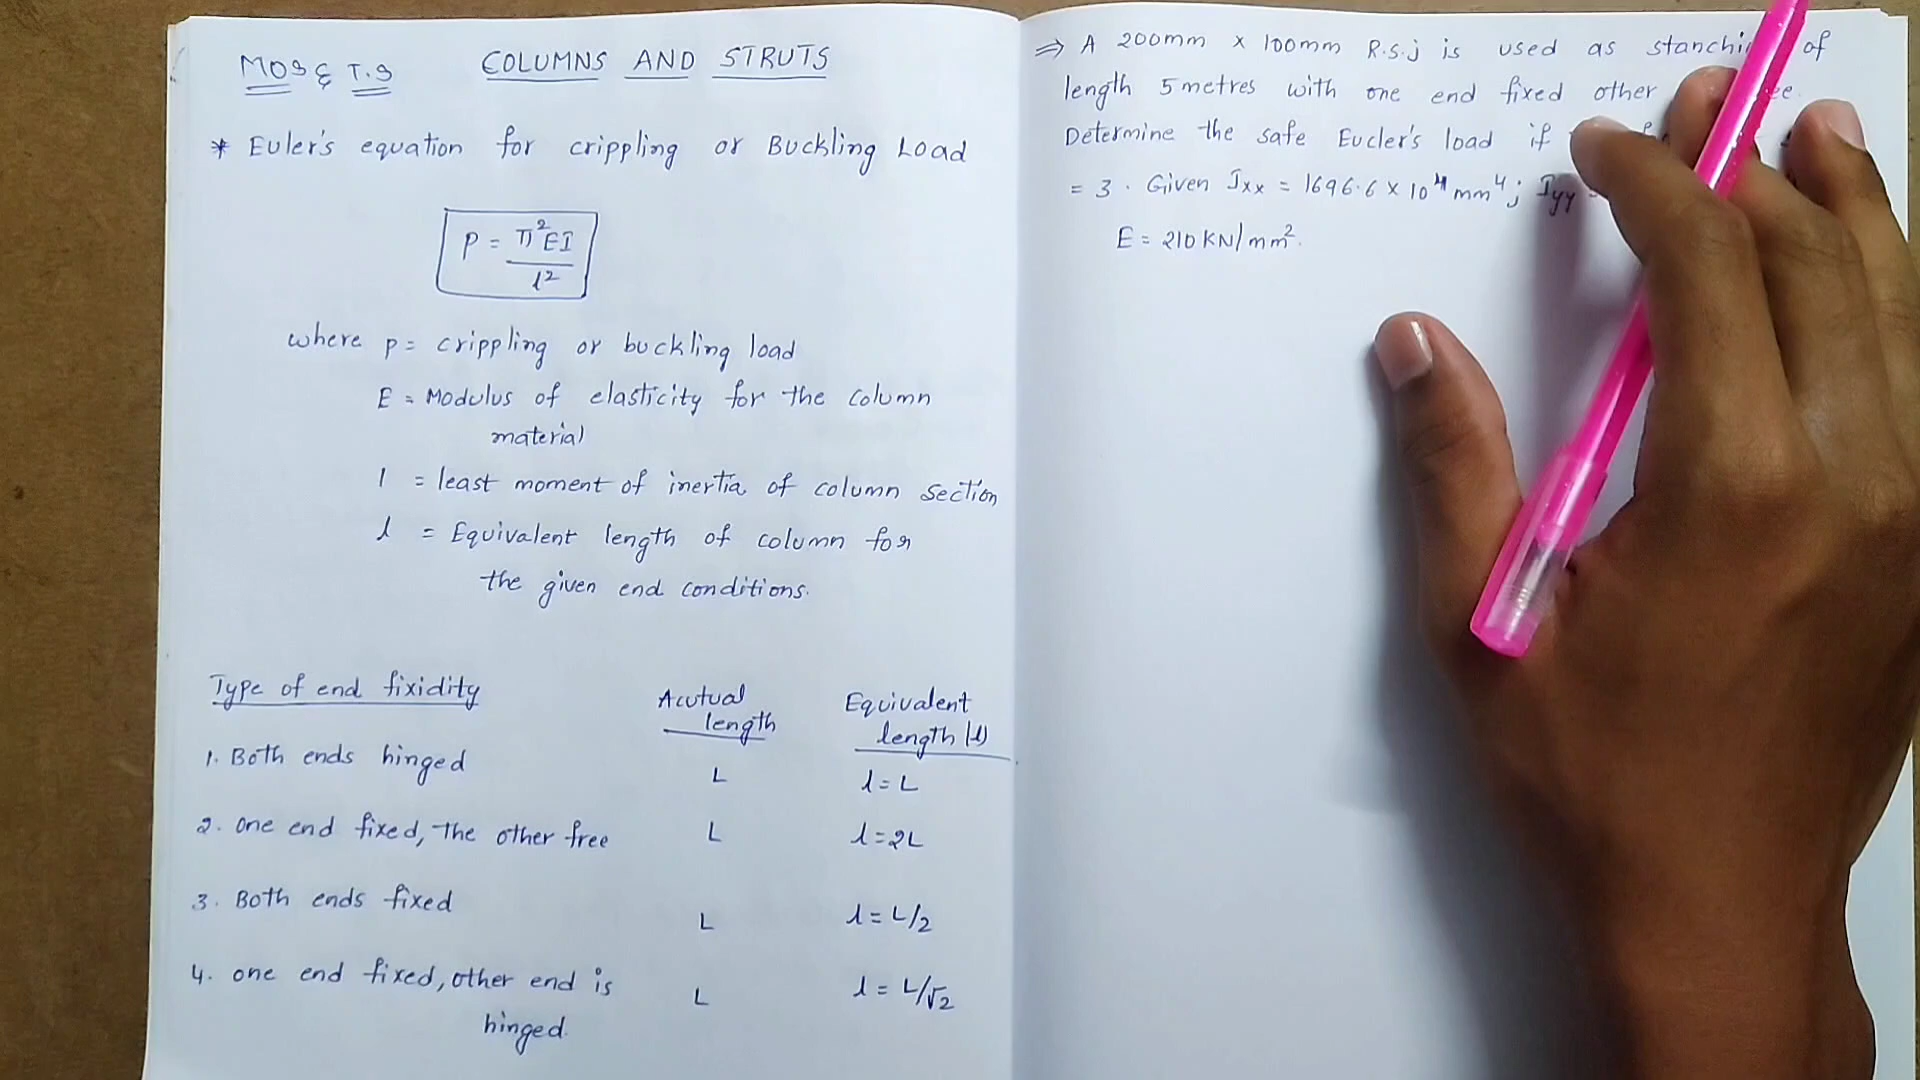 MOS & T.S
COLUMNS AND STRUTS
* Euler's equation for crippling or Buckling Load
P = π²EI
l²
where p = crippling or buckling load
E = Modulus of elasticity for the column
material
I = least moment of inertia of column section
l = Equivalent length of column for
the given end conditions.
Type of end fixidity
Acutual
length
Equivalent
length (l)
1. Both ends hinged
L
l = L
2. one end fixed, the other free
L
l = 2L
3. Both ends fixed
L
l = L/2
4. one end fixed, other end is
hinged.
L
l = L/√2
⇒ A 200mm x 100mm R.s.j is used as of
length 5 metres with one end fixed other
Determine the safe Eucler's load if
= 3. Given Ixx = 1696.6 x 10⁴ mm⁴; Iyy
E = 210 KN/mm².